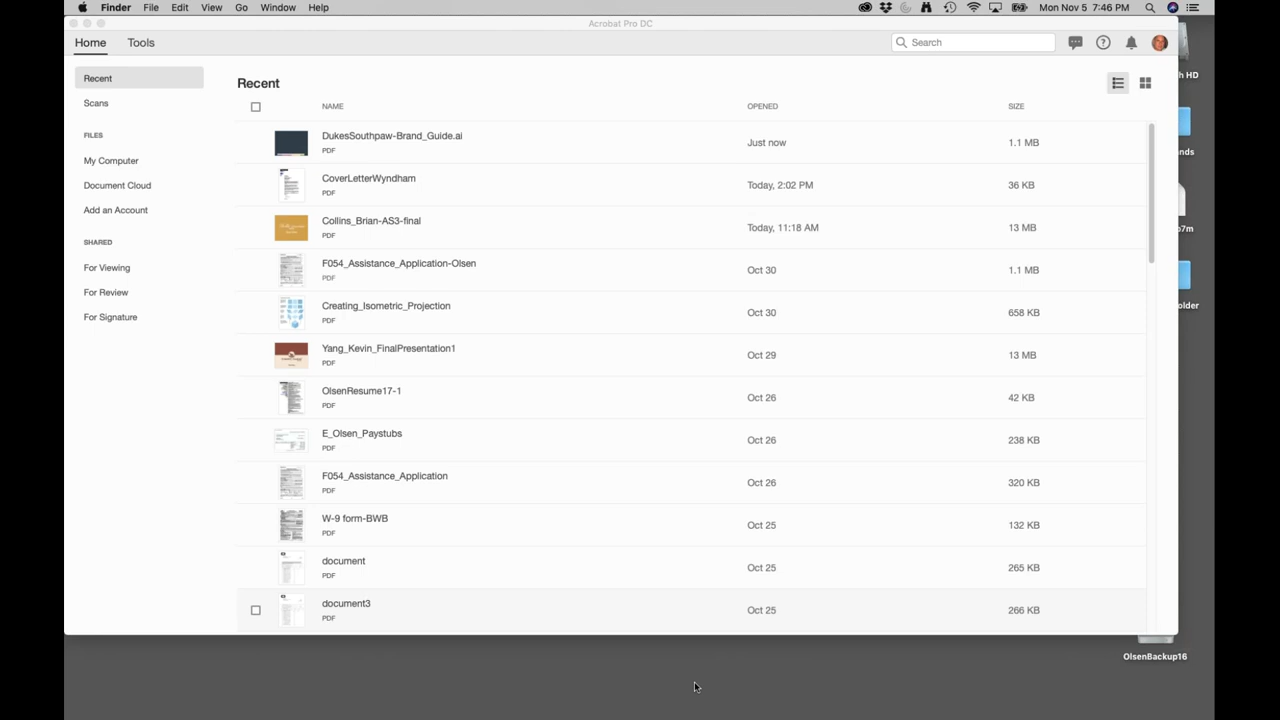 Finder File Edit View Go Window Help Mon Nov 5 7:46 PM
Acrobat Pro DC
Home Tools Search
Recent
Scans
FILES
My Computer
Document Cloud
Add an Account
SHARED
For Viewing
For Review
For Signature
Recent
NAME OPENED SIZE
DukesSouthpaw-Brand_Guide.ai Just now 1.1 MB
PDF
CoverLetterWyndham Today, 2:02 PM 36 KB
PDF
Collins_Brian-AS3-final Today, 11:18 AM 13 MB
PDF
F054_Assistance_Application-Olsen Oct 30 1.1 MB
PDF
Creating_Isometric_Projection Oct 30 658 KB
PDF
Yang_Kevin_FinalPresentation1 Oct 29 13 MB
PDF
OlsenResume17-1 Oct 26 42 KB
PDF
E_Olsen_Paystubs Oct 26 238 KB
PDF
F054_Assistance_Application Oct 26 320 KB
PDF
W-9 form-BWB Oct 25 132 KB
PDF
document Oct 25 265 KB
PDF
document3 Oct 25 266 KB
PDF
h HD
nds
o7m
older
OlsenBackup16